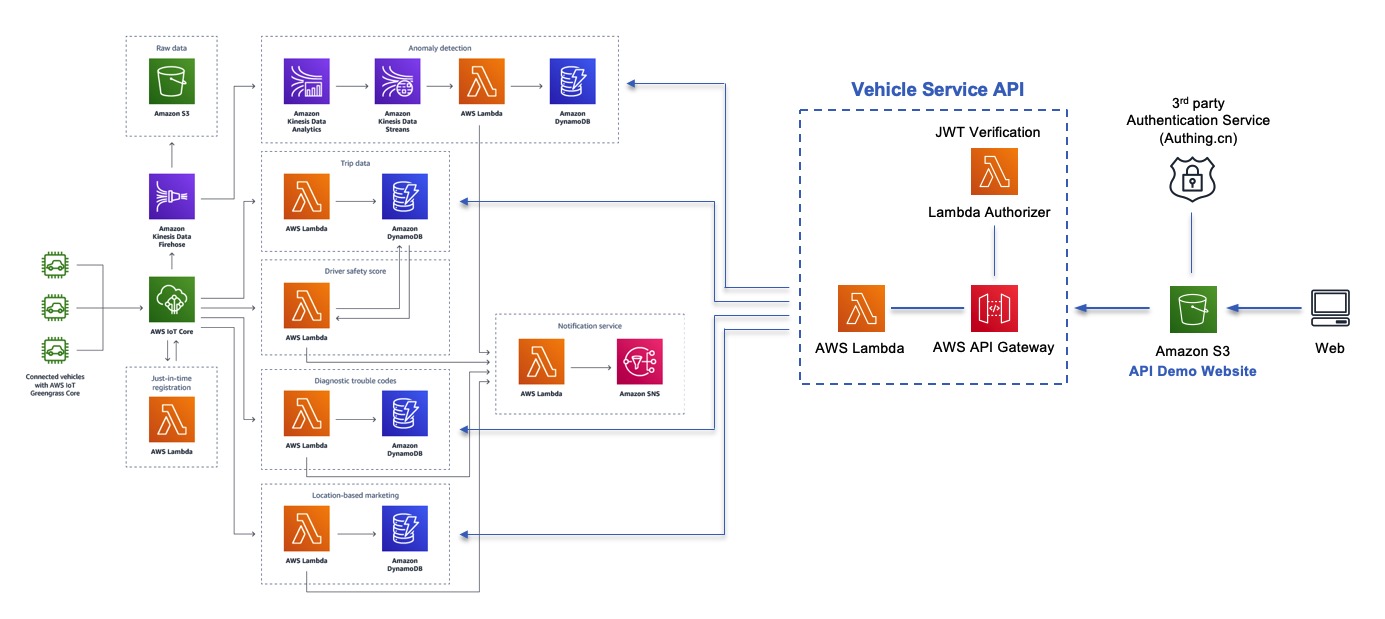 Raw data
Amazon S3
Amazon
Kinesis Data
Firehose
AWS IoT Core
Connected vehicles
with AWS IoT
Greengrass Core
Just-in-time
registration
AWS Lambda
Anomaly detection
Amazon
Kinesis Data
Analytics
Amazon
Kinesis Data
Streans
AWS Lambda
Amazon
DynamoDB
Trip data
AWS Lambda
Amazon
DynamoDB
Driver safety score
AWS Lambda
Notification service
AWS Lambda
Amazon SNS
Diagnostic trouble codes
AWS Lambda
Amazon
DynamoDB
Location-based marketing
AWS Lambda
Amazon
DynamoDB
Vehicle Service API
JWT Verification
Lambda Authorizer
AWS Lambda
AWS API Gateway
3rd party
Authentication Service
(Authing.cn)
Amazon S3
API Demo Website
Web